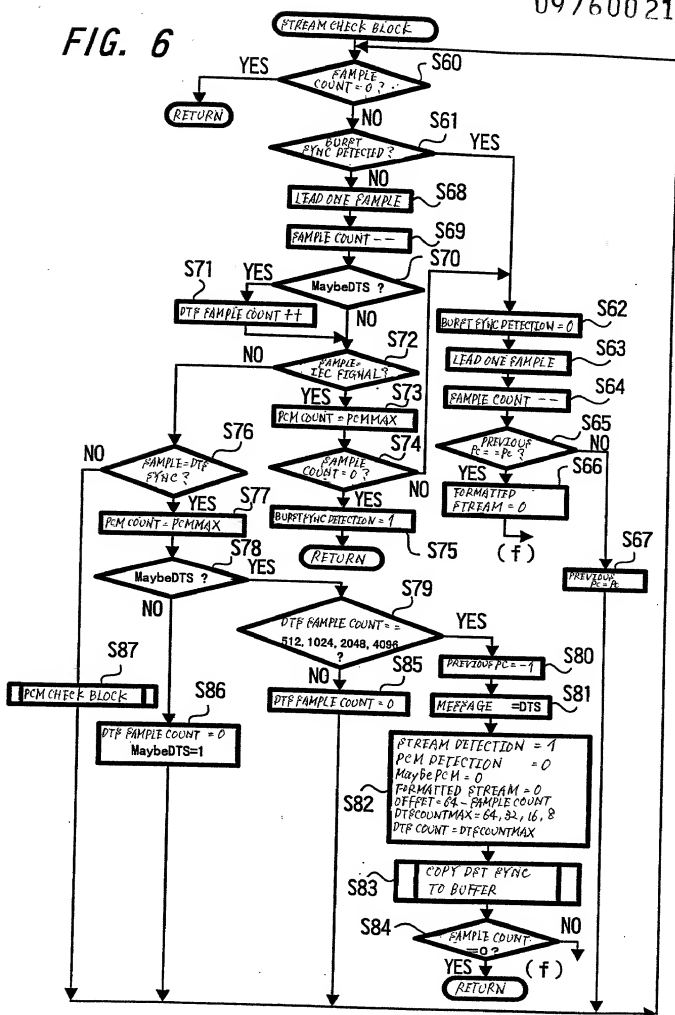 09760021
FIG. 6
STREAM CHECK BLOCK
S60
YES
SAMPLE
COUNT=0?
RETURN
NO
S61
BURST
SYNC DETECTED?
YES
NO
LEAD ONE SAMPLE
S68
SAMPLE COUNT --
S69
S70
S71
YES
MaybeDTS ?
DTS SAMPLE COUNT ++
NO
S62
BURST SYNC DETECTION = 0
S72
NO
SAMPLE=
IEC SIGNAL?
LEAD ONE SAMPLE
S63
YES
S73
SAMPLE COUNT --
S64
PCM COUNT = PCMMAX
S65
S76
S74
PREVIOUS
Pc==Pc?
NO
NO
SAMPLE=DTS
SYNC?
SAMPLE
COUNT=0?
NO
YES
S66
YES
S77
YES
FORMATTED
STREAM = 0
PCM COUNT = PCMMAX
BURST SYNC DETECTION = 1
S75
(f)
S67
S78
RETURN
PREVIOUS
Pc=Pc
MaybeDTS ?
YES
S79
NO
DTS SAMPLE COUNT==
512, 1024, 2048, 4096
?
YES
PREVIOUS PC=-1
S80
S87
S85
NO
S81
PCM CHECK BLOCK
S86
DTS SAMPLE COUNT = 0
MESSAGE =DTS
DTS SAMPLE COUNT = 0
MaybeDTS=1
STREAM DETECTION = 1
PCM DETECTION = 0
MaybePCM = 0
FORMATTED STREAM = 0
OFFSET=64-SAMPLE COUNT
DTSCOUNTMAX=64, 32, 16, 8
DTS COUNT=DTSCOUNTMAX
S82
COPY DET SYNC
TO BUFFER
S83
S84
SAMPLE COUNT
==0?
NO
YES
(f)
RETURN